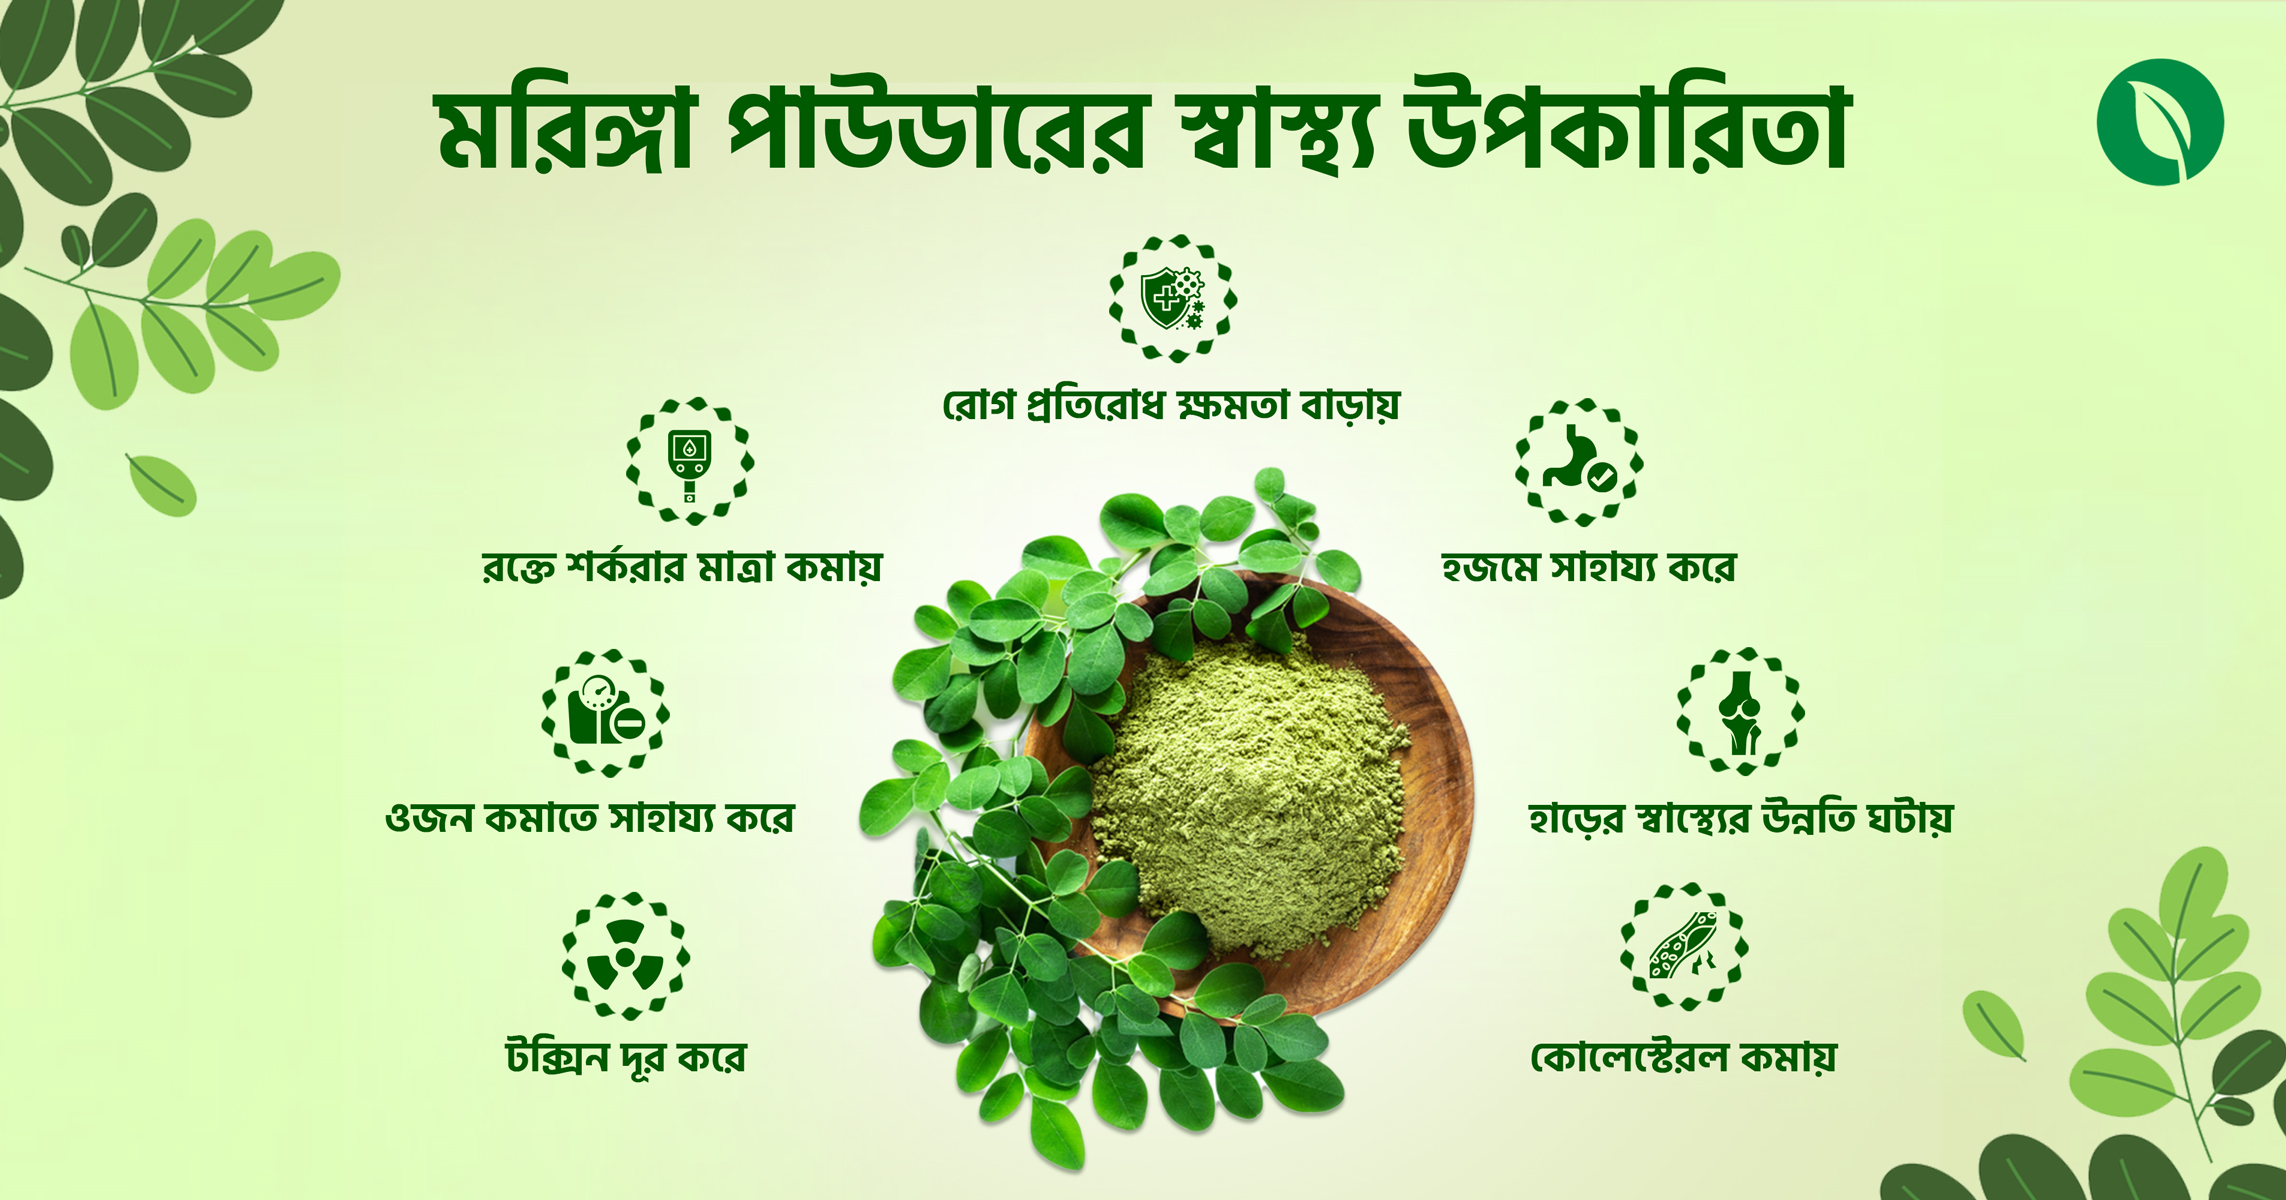 মরিঙ্গা পাউডারের স্বাস্থ্য উপকারিতা
রোগ প্রতিরোধ ক্ষমতা বাড়ায়
রক্তে শর্করার মাত্রা কমায়
হজমে সাহায্য করে
ওজন কমাতে সাহায্য করে
হাড়ের স্বাস্থ্যের উন্নতি ঘটায়
টক্সিন দূর করে
কোলেস্টেরল কমায়